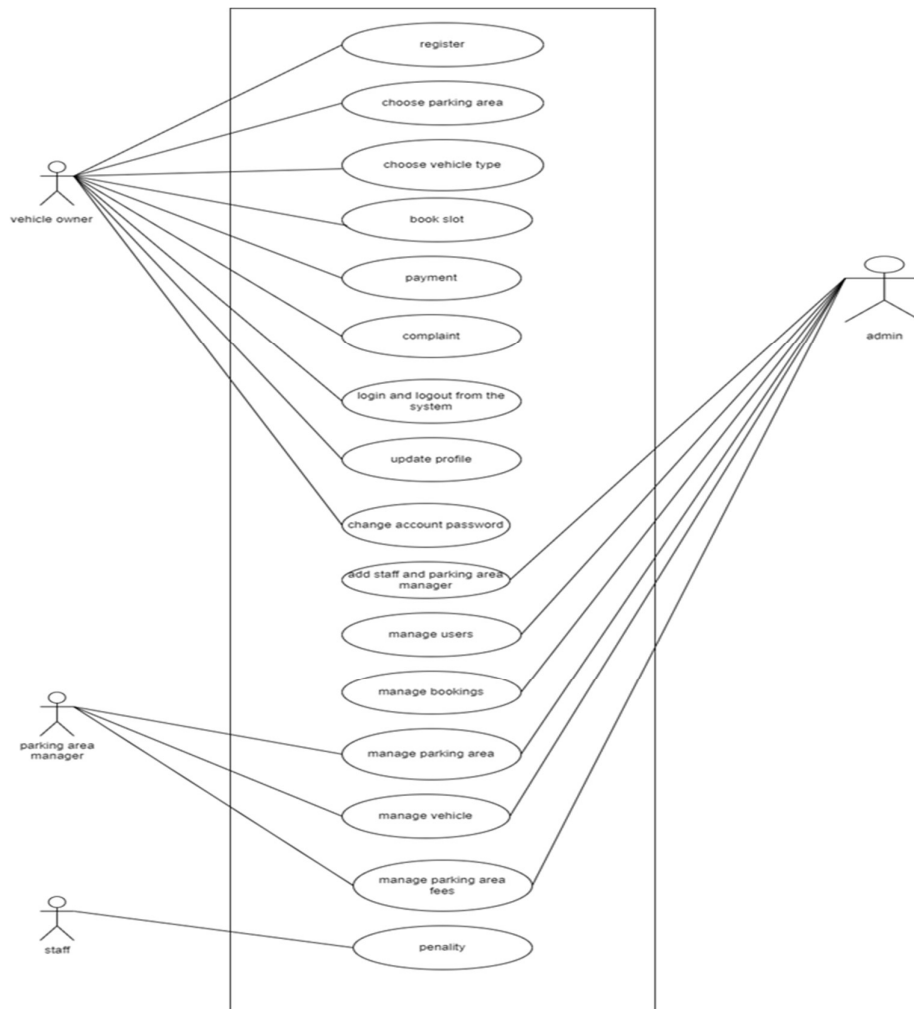 register
choose parking area
choose vehicle type
vehicle owner
book slot
payment
complaint
admin
login and logout from the
system
update profile
change account password
add staff and parking area
manager
manage users
manage bookings
parking area
manager
manage parking area
manage vehicle
manage parking area
fees
staff
penality